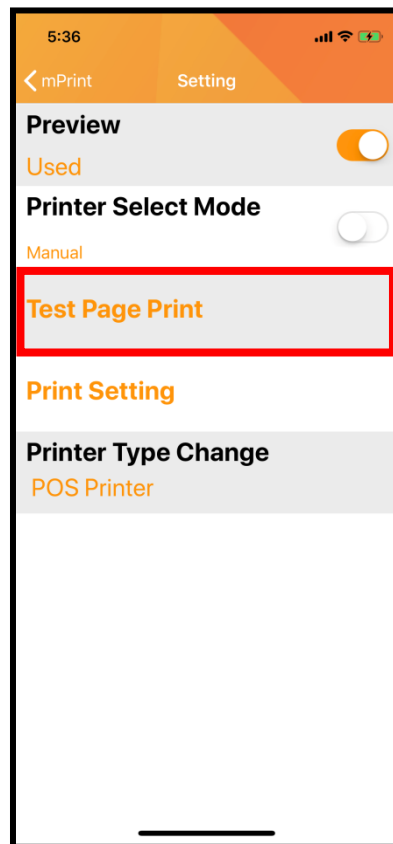 5:36
mPrint Setting
Preview
Used
Printer Select Mode
Manual
Test Page Print
Print Setting
Printer Type Change
POS Printer